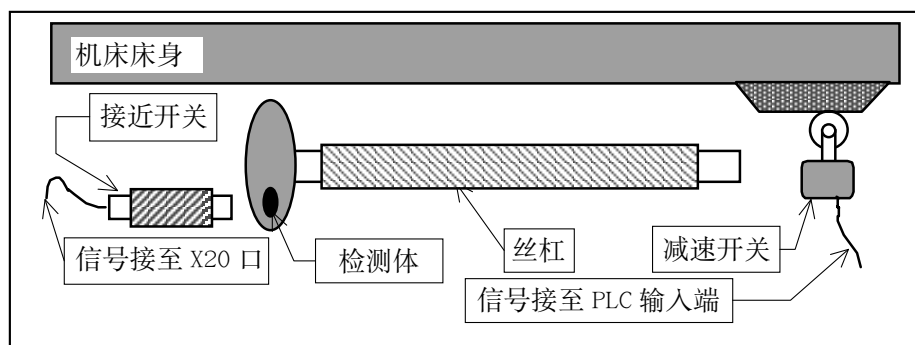 机床床身
接近开关
信号接至 X20 口
检测体
丝杠
减速开关
信号接至 PLC 输入端